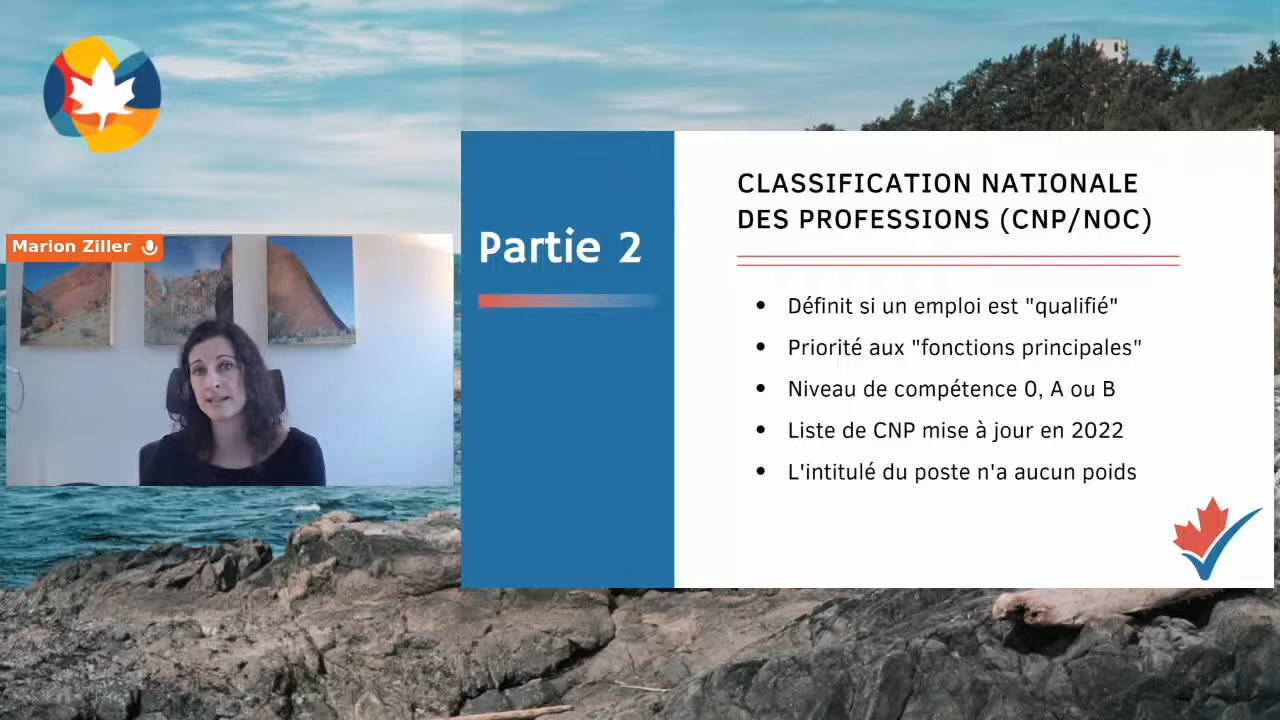 Marion Ziller
Partie 2
CLASSIFICATION NATIONALE
DES PROFESSIONS (CNP/NOC)
• Définit si un emploi est "qualifié"
• Priorité aux "fonctions principales"
• Niveau de compétence 0, A ou B
• Liste de CNP mise à jour en 2022
• L'intitulé du poste n'a aucun poids